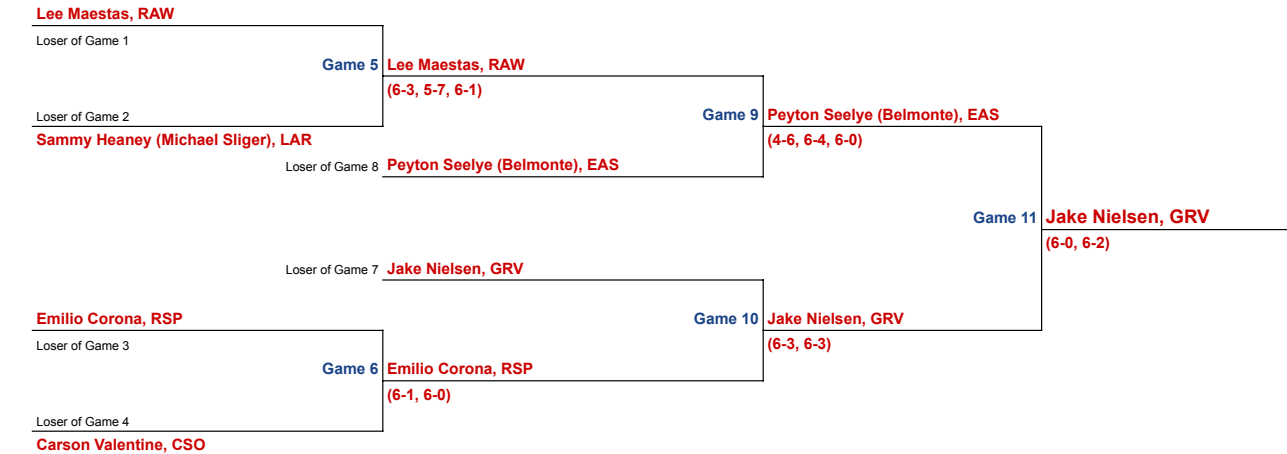 Lee Maestas, RAW
Loser of Game 1
Game 5 Lee Maestas, RAW
(6-3, 5-7, 6-1)
Loser of Game 2
Game 9 Peyton Seelye (Belmonte), EAS
Sammy Heaney (Michael Sliger), LAR
(4-6, 6-4, 6-0)
Loser of Game 8 Peyton Seelye (Belmonte), EAS
Game 11 Jake Nielsen, GRV
(6-0, 6-2)
Loser of Game 7 Jake Nielsen, GRV
Emilio Corona, RSP
Game 10 Jake Nielsen, GRV
Loser of Game 3
(6-3, 6-3)
Game 6 Emilio Corona, RSP
(6-1, 6-0)
Loser of Game 4
Carson Valentine, CSO